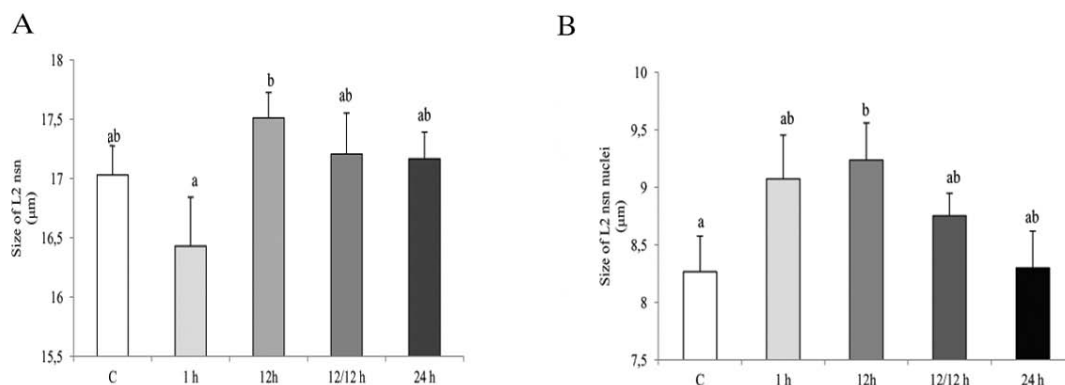 A
Size of L2 nsn
(µm)
18
17,5
17
16,5
16
15,5
ab
a
b
ab
ab
C
1 h
12h
12/12 h
24 h
B
Size of L2 nsn nuclei
(µm)
10
9,5
9
8,5
8
7,5
a
ab
b
ab
ab
C
1 h
12h
12/12 h
24 h